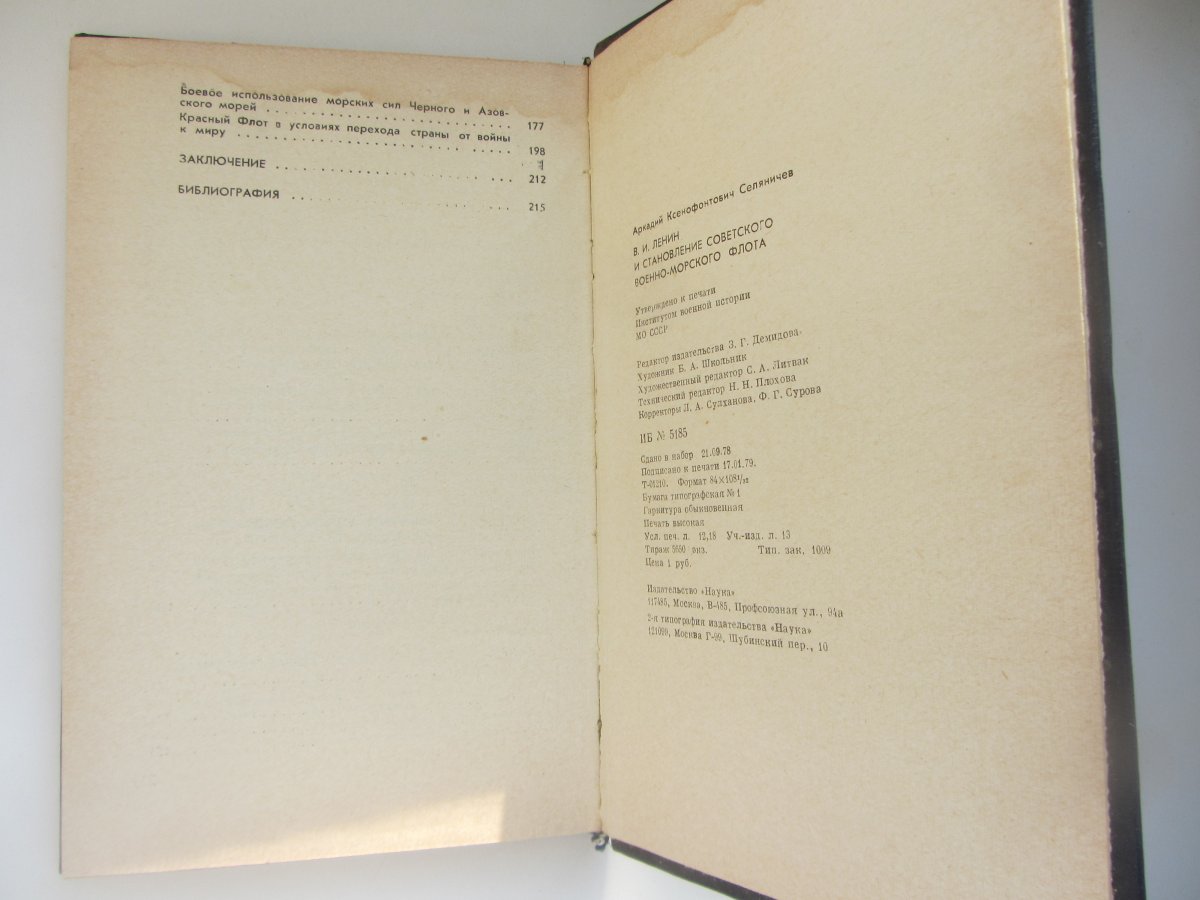 Боевое использование морских сил Черного и Азов-
ского морей . . . . . . . . . . . . . . . . . . . . . . . . . . 177
Красный Флот в условиях перехода страны от войны
к миру . . . . . . . . . . . . . . . . . . . . . . . . . . . . 198
ЗАКЛЮЧЕНИЕ . . . . . . . . . . . . . . . . . . . . . . . . 212
БИБЛИОГРАФИЯ . . . . . . . . . . . . . . . . . . . . . . 215
Аркадий Ксенофонтович Селяничев
В. И. ЛЕНИН
И СТАНОВЛЕНИЕ СОВЕТСКОГО
ВОЕННО-МОРСКОГО ФЛОТА
Утверждено к печати
Институтом военной истории
МО СССР
Редактор издательства З. Г. Демидова
Художник Б. А. Школьник
Художественный редактор С. А. Литвак
Технический редактор Н. Н. Плохова
Корректоры Л. А. Сулханова, Ф. Г. Сурова
ИБ № 5185
Сдано в набор 21.09.78
Подписано к печати 17.01.79.
Т-01210. Формат 84×108¹/₃₂
Бумага типографская № 1
Гарнитура обыкновенная
Печать высокая
Усл. печ. л. 12,18 Уч.-изд. л. 13
Тираж 5650 экз. Тип. зак. 1009
Цена 1 руб.
Издательство «Наука»
117485, Москва, В-485, Профсоюзная ул., 94а
2-я типография издательства «Наука»
121099, Москва Г-99, Шубинский пер., 10